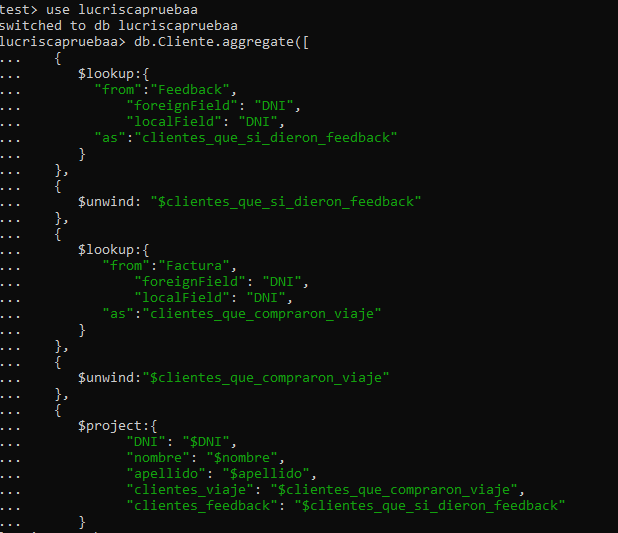 test> use lucriscapruebaa
switched to db lucriscapruebaa
lucriscapruebaa> db.Cliente.aggregate([
... {
... $lookup:{
... "from":"Feedback",
... "foreignField": "DNI",
... "localField": "DNI",
... "as":"clientes_que_si_dieron_feedback"
... }
... },
... {
... $unwind: "$clientes_que_si_dieron_feedback"
... },
... {
... $lookup:{
... "from":"Factura",
... "foreignField": "DNI",
... "localField": "DNI",
... "as":"clientes_que_compraron_viaje"
... }
... },
... {
... $unwind:"$clientes_que_compraron_viaje"
... },
... {
... $project:{
... "DNI": "$DNI",
... "nombre": "$nombre",
... "apellido": "$apellido",
... "clientes_viaje": "$clientes_que_compraron_viaje",
... "clientes_feedback": "$clientes_que_si_dieron_feedback"
... }